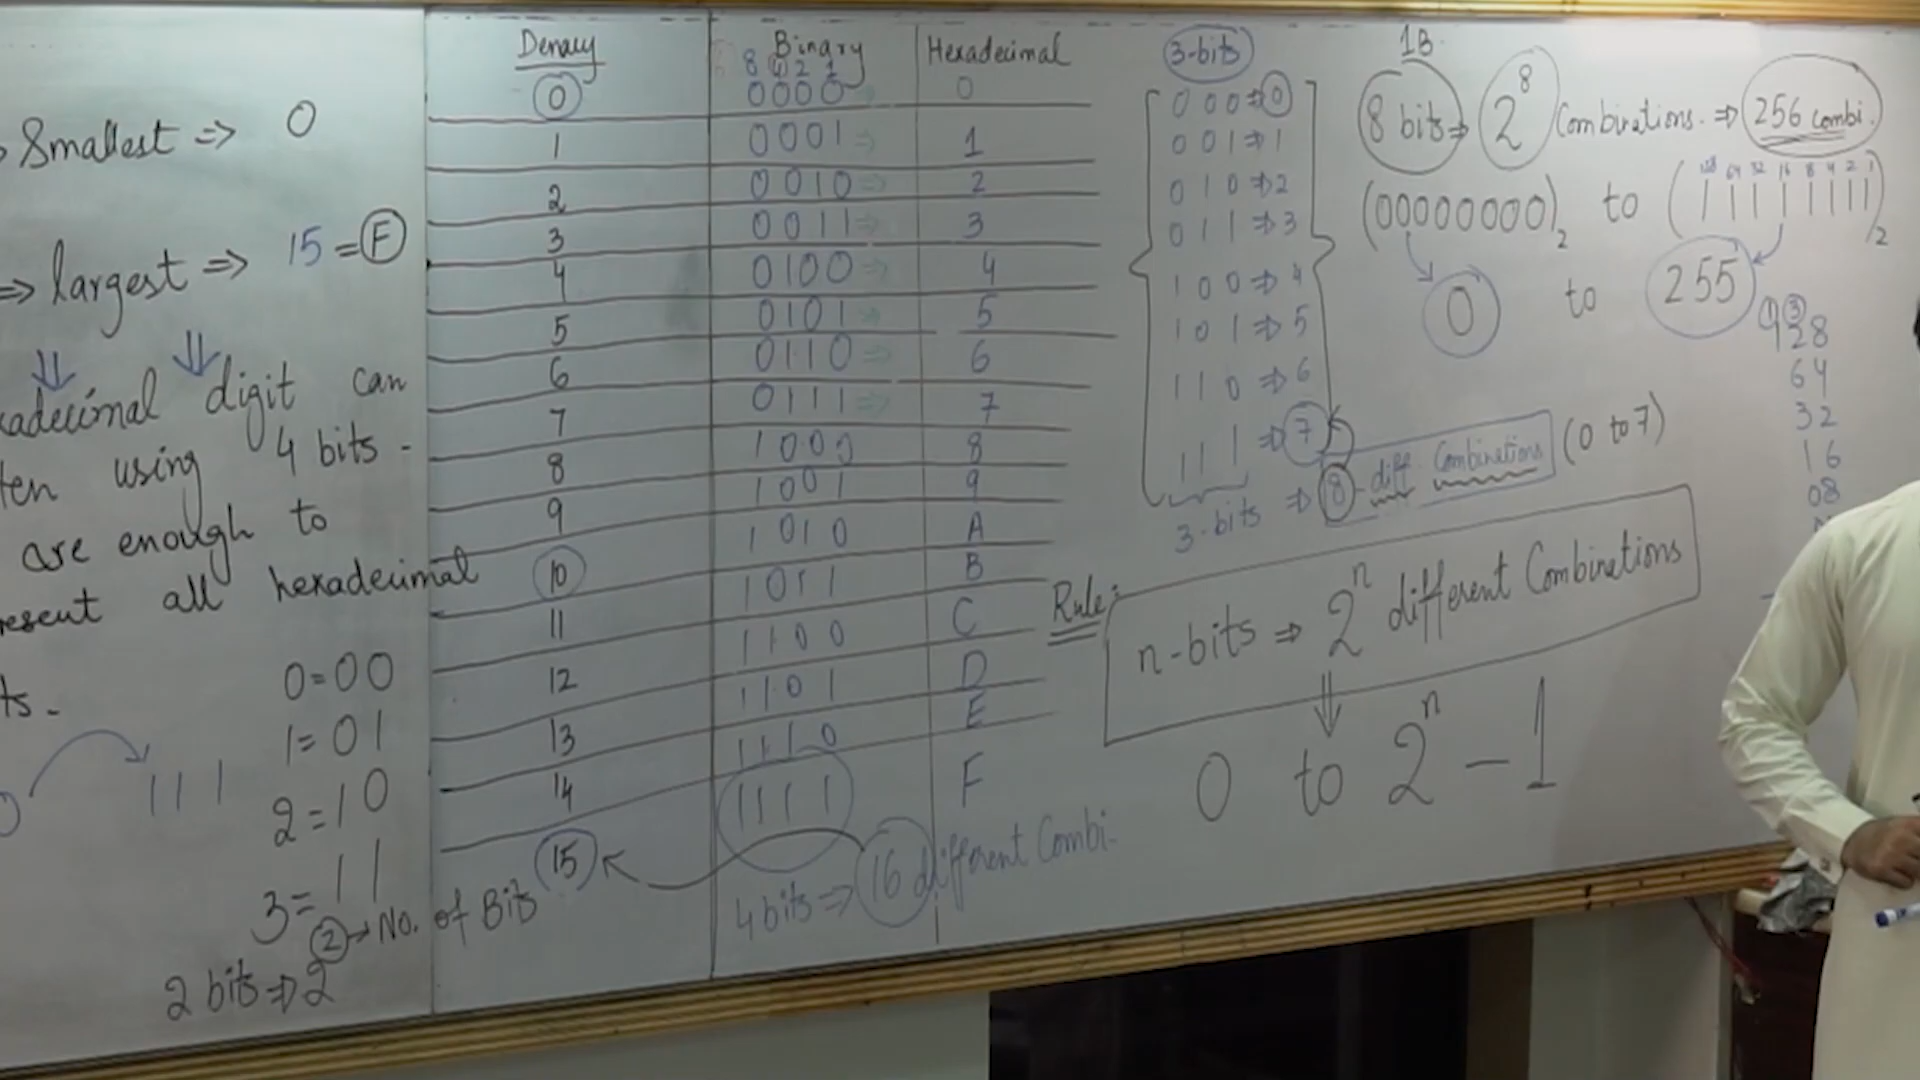 Smallest ⇒ 0
⇒ largest ⇒ 15 = F
digit can
using 4 bits -
are enough to
all hexadecimal
0=00
1=01
111
2=10
3=11
2 → No. of Bits
2 bits ⇒ 2
Denary Binary Hexadecimal
8 4 2 1
0 0000 0
1 0001 ⇒ 1
2 0010 ⇒ 2
3 0011 ⇒ 3
4 0100 ⇒ 4
5 0101 ⇒ 5
6 0110 ⇒ 6
7 0111 ⇒ 7
8 1000 8
9 1001 9
10 1010 A
11 1011 B
12 1100 C
13 1101 D
14 1110 E
15 1111 F
4 bits ⇒ 16 different Combi.
3-bits
000 ⇒ 0
001 ⇒ 1
010 ⇒ 2
011 ⇒ 3
100 ⇒ 4
101 ⇒ 5
110 ⇒ 6
111 ⇒ 7
3-bits ⇒ 8 diff Combinations (0 to 7)
1B.
8 bits ⇒ 2^8 Combinations. ⇒ 256 combi.
128 64 32 16 8 4 2 1
(00000000)2 to (11111111)2
0 to 255
128
64
32
16
08
Rule:
n-bits ⇒ 2^n different Combinations
0 to 2^n - 1